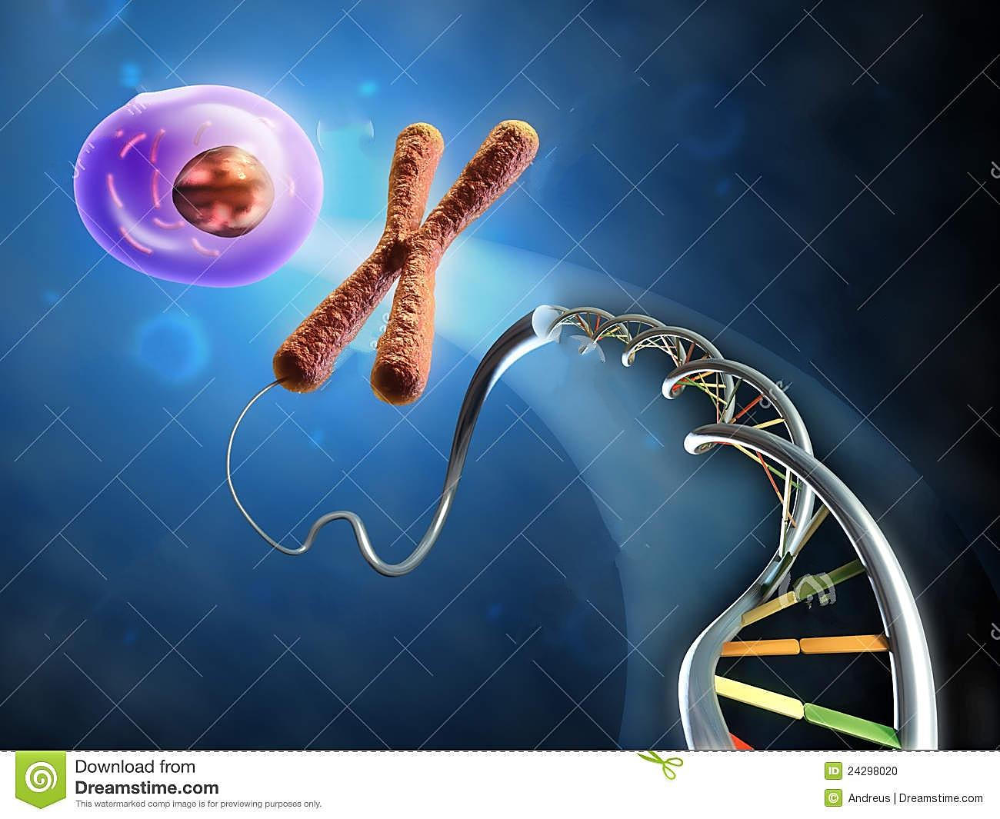 Download from
Dreamstime.com
This watermarked comp image is for previewing purposes only.
ID 24298020
© Andreus | Dreamstime.com